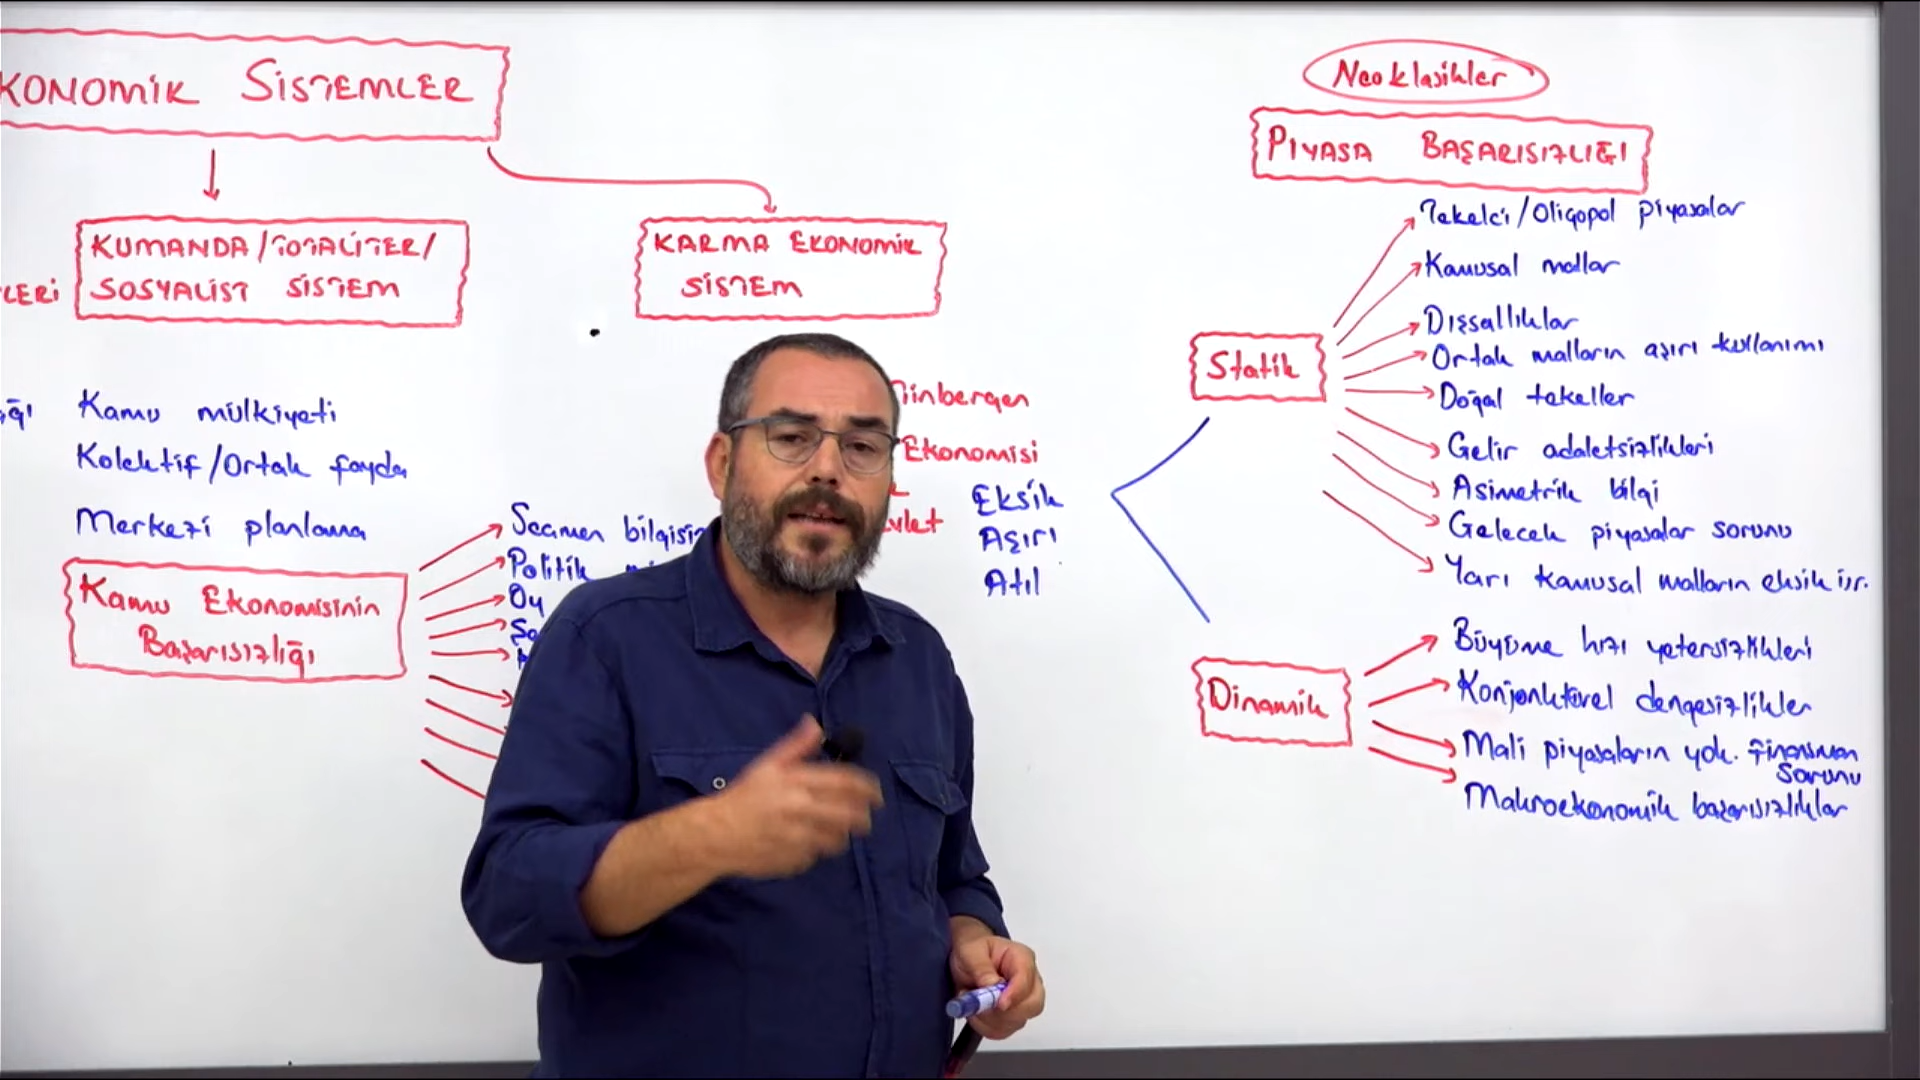 KONOMİK SİSTEMLER
KUMANDA/TOTALİTER/
SOSYALİST SİSTEM
LERİ
KARMA EKONOMİK
SİSTEM
Kamu mülkiyeti
Kolektif/Ortak fayda
Merkezi planlama
Kamu Ekonomisinin
Başarısızlığı
Seçmen
Politik
Oy
Tinbergen
Ekonomisi
vlet
Eksik
Aşırı
Atıl
Neoklasikler
PİYASA BAŞARISIZLIĞI
Statik
Tekelci/Oligopol piyasalar
Kamusal mallar
Dışsallıklar
Ortak malların aşırı kullanımı
Doğal tekeller
Gelir adaletsizlikleri
Asimetrik bilgi
Gelecek piyasalar sorunu
Yarı kamusal malların eksik ür.
Dinamik
Büyüme hızı yetersizlikleri
Konjonktürel dengesizlikler
Mali piyasaların yok. finansman
sorunu
Makroekonomik başarısızlıklar